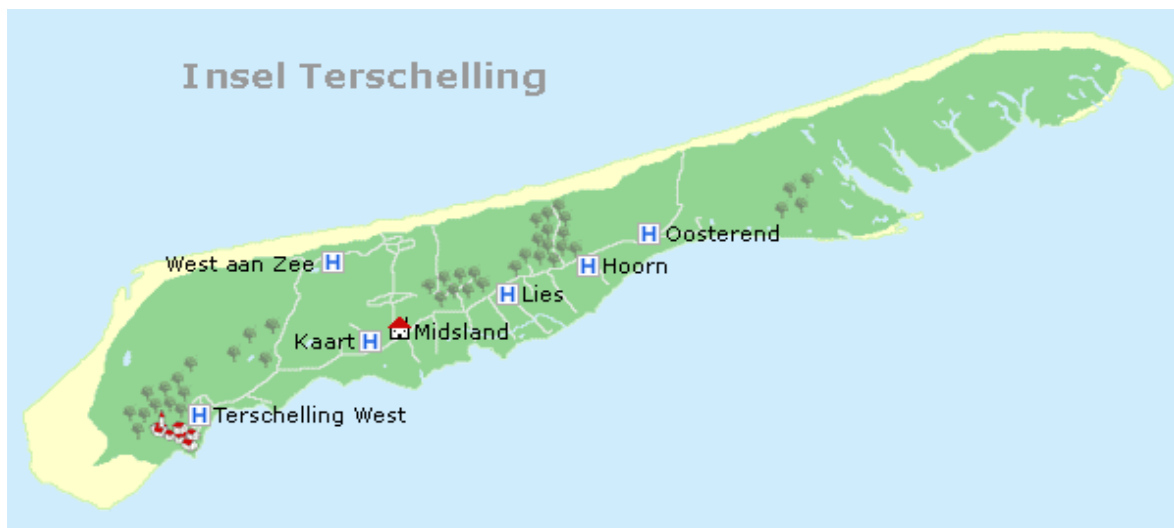 Insel Terschelling
H Oosterend
West aan Zee H
H Hoorn
H Lies
Midsland
Kaart H
H Terschelling West